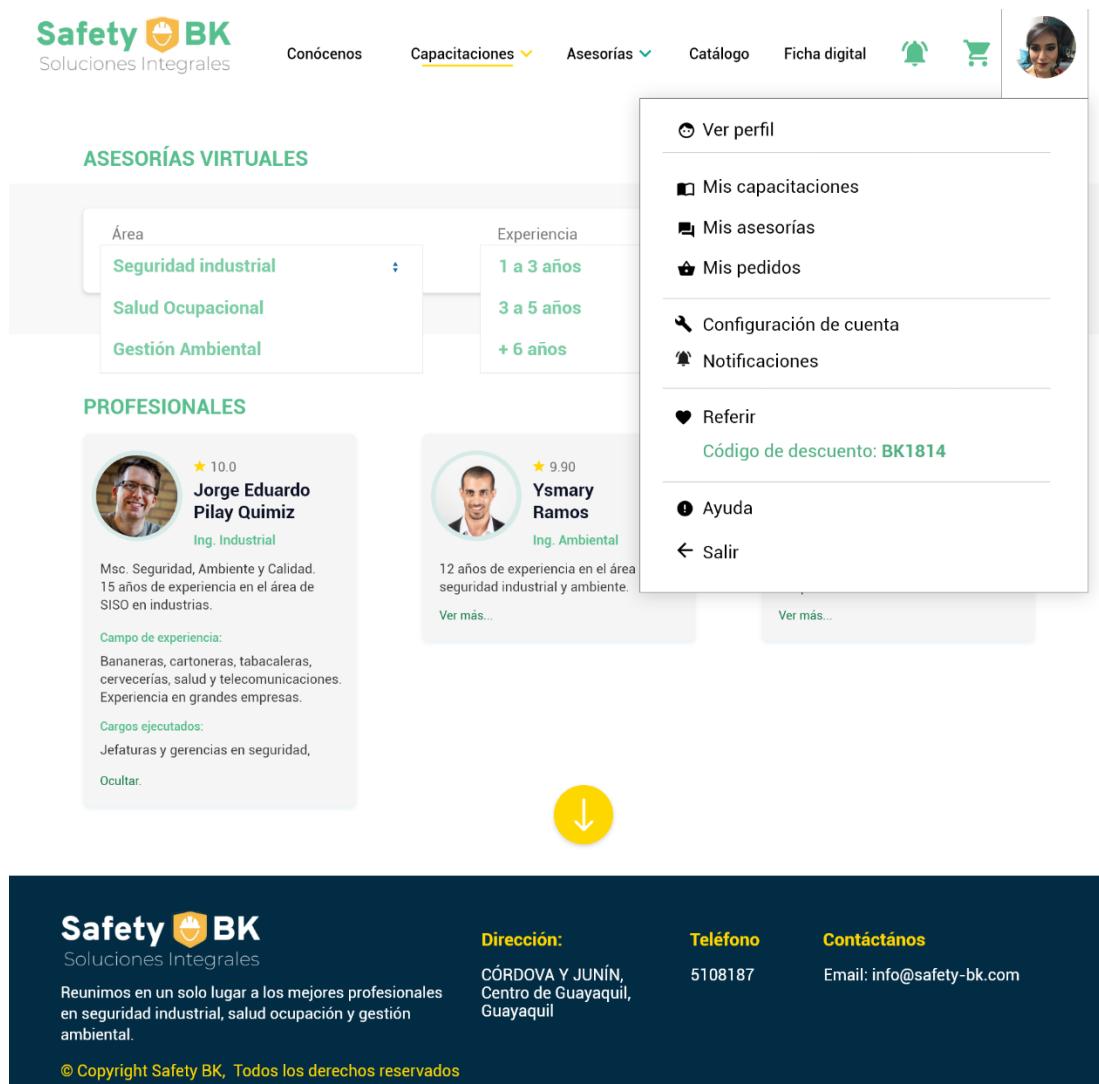 Safety BK
Soluciones Integrales
Conócenos
Capacitaciones
Asesorías
Catálogo
Ficha digital
Ver perfil
Mis capacitaciones
Mis asesorías
Mis pedidos
Configuración de cuenta
Notificaciones
Referir
Código de descuento: BK1814
Ayuda
Salir
ASESORÍAS VIRTUALES
Área
Seguridad industrial
Salud Ocupacional
Gestión Ambiental
Experiencia
1 a 3 años
3 a 5 años
+ 6 años
PROFESIONALES
10.0
Jorge Eduardo
Pilay Quimiz
Ing. Industrial
Msc. Seguridad, Ambiente y Calidad.
15 años de experiencia en el área de
SISO en industrias.
Campo de experiencia:
Bananeras, cartoneras, tabacaleras,
cervecerías, salud y telecomunicaciones.
Experiencia en grandes empresas.
Cargos ejecutados:
Jefaturas y gerencias en seguridad,
Ocultar.
9.90
Ysmary
Ramos
Ing. Ambiental
12 años de experiencia en el área
seguridad industrial y ambiente.
Ver más...
Ver más...
Safety BK
Soluciones Integrales
Reunimos en un solo lugar a los mejores profesionales
en seguridad industrial, salud ocupación y gestión
ambiental.
© Copyright Safety BK, Todos los derechos reservados
Dirección:
CÓRDOVA Y JUNÍN,
Centro de Guayaquil,
Guayaquil
Teléfono
5108187
Contáctános
Email: info@safety-bk.com